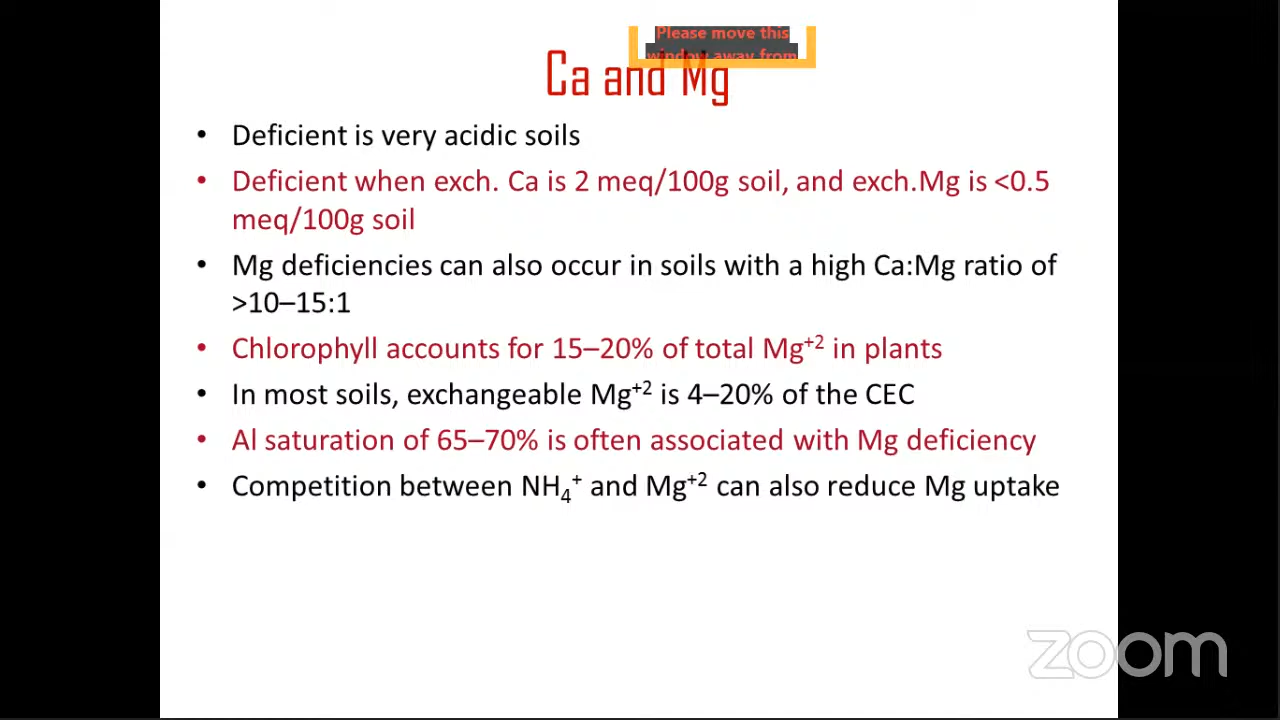 Please move this
window away from
Ca and Mg
• Deficient is very acidic soils
• Deficient when exch. Ca is 2 meq/100g soil, and exch.Mg is <0.5
meq/100g soil
• Mg deficiencies can also occur in soils with a high Ca:Mg ratio of
>10–15:1
• Chlorophyll accounts for 15–20% of total Mg⁺² in plants
• In most soils, exchangeable Mg⁺² is 4–20% of the CEC
• Al saturation of 65–70% is often associated with Mg deficiency
• Competition between NH₄⁺ and Mg⁺² can also reduce Mg uptake
zoom